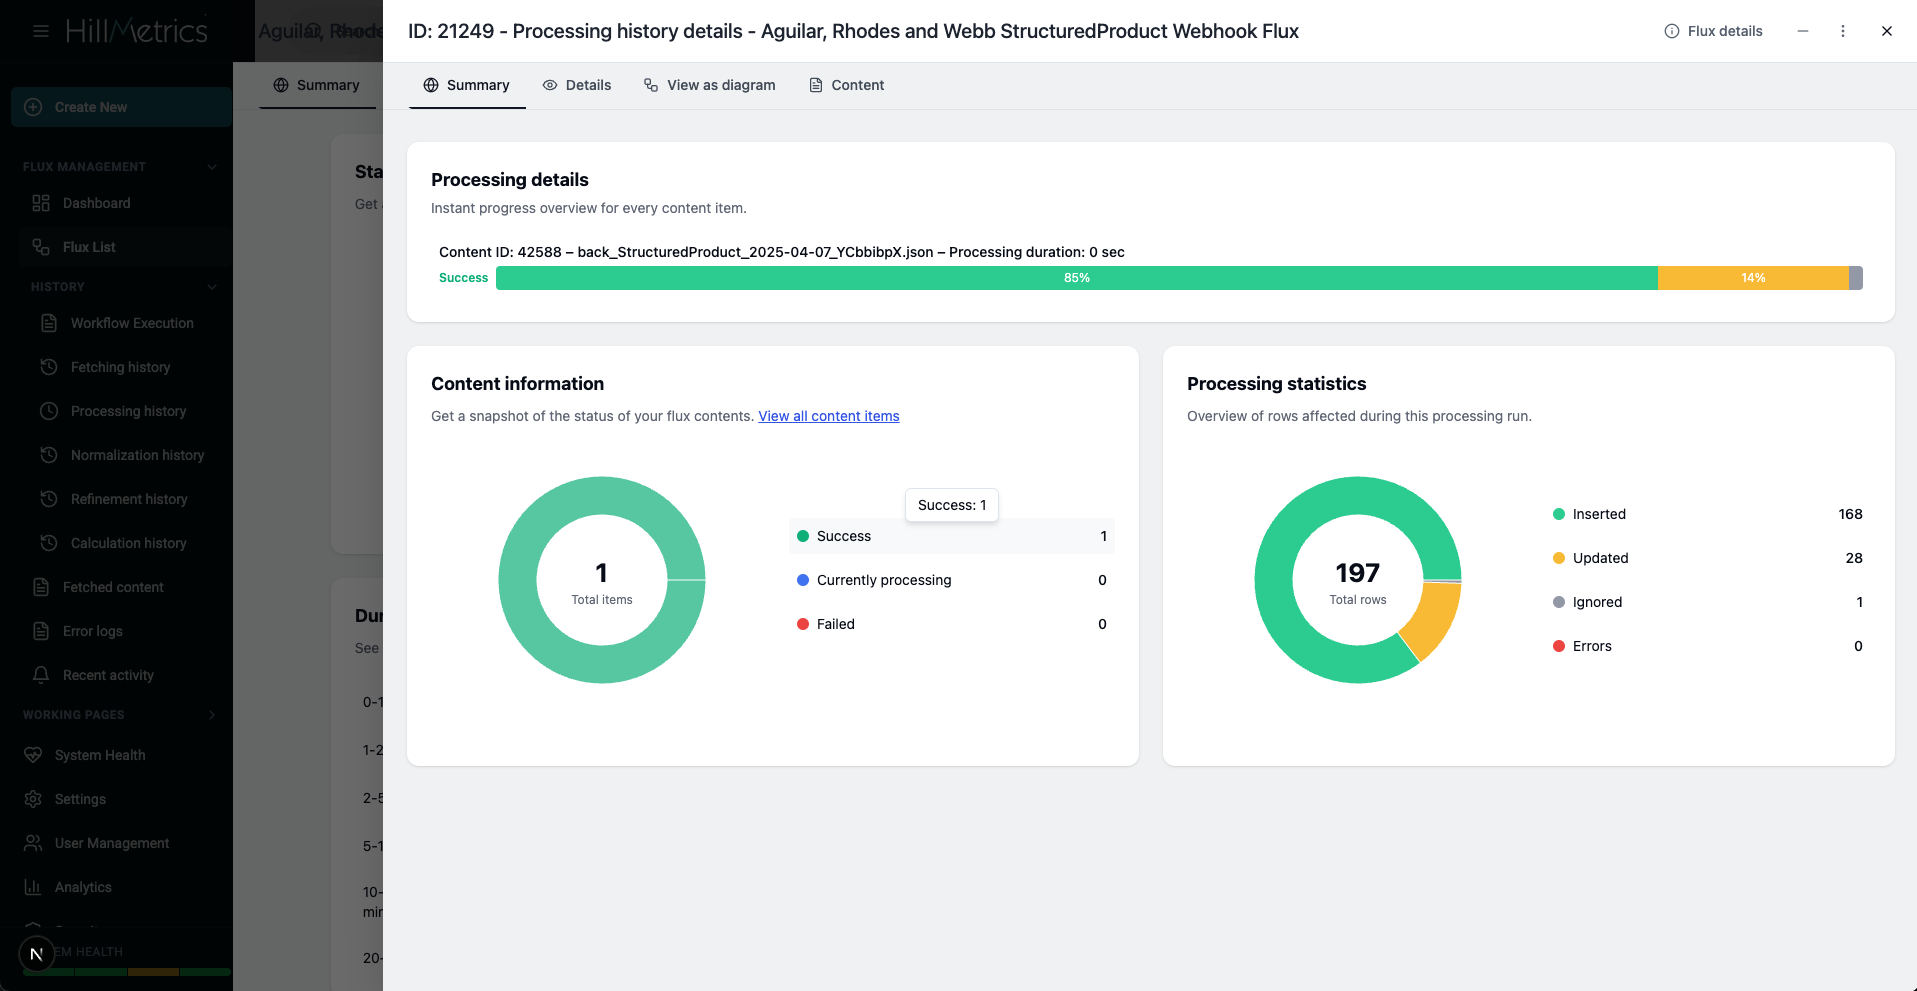 HillMetrics
Aguilar, Rhode
ID: 21249 - Processing history details - Aguilar, Rhodes and Webb StructuredProduct Webhook Flux
Flux details
Summary
Summary
Details
View as diagram
Content
Create New
FLUX MANAGEMENT
Dashboard
Flux List
HISTORY
Workflow Execution
Fetching history
Processing history
Normalization history
Refinement history
Calculation history
Fetched content
Error logs
Recent activity
WORKING PAGES
System Health
Settings
User Management
Analytics
EM HEALTH
N
Sta
Get
Dur
See
0-1
1-2
2-5
5-1
10-
min
20-
Processing details
Instant progress overview for every content item.
Content ID: 42588 – back_StructuredProduct_2025-04-07_YCbbibpX.json – Processing duration: 0 sec
Success
85%
14%
Content information
Get a snapshot of the status of your flux contents. View all content items
1
Total items
Success: 1
Success 1
Currently processing 0
Failed 0
Processing statistics
Overview of rows affected during this processing run.
197
Total rows
Inserted 168
Updated 28
Ignored 1
Errors 0